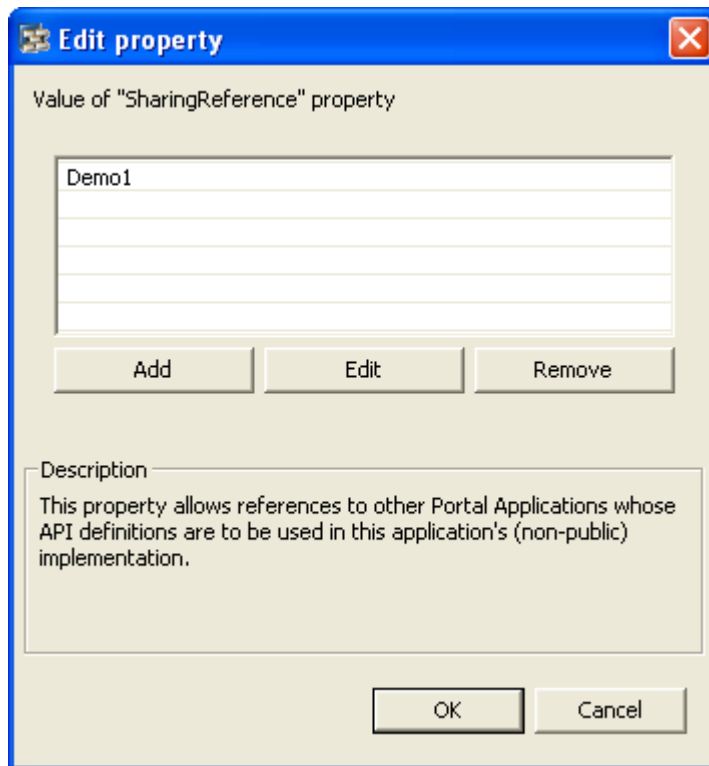 Edit property
Value of "SharingReference" property
Demo1
Add Edit Remove
Description
This property allows references to other Portal Applications whose
API definitions are to be used in this application's (non-public)
implementation.
OK Cancel